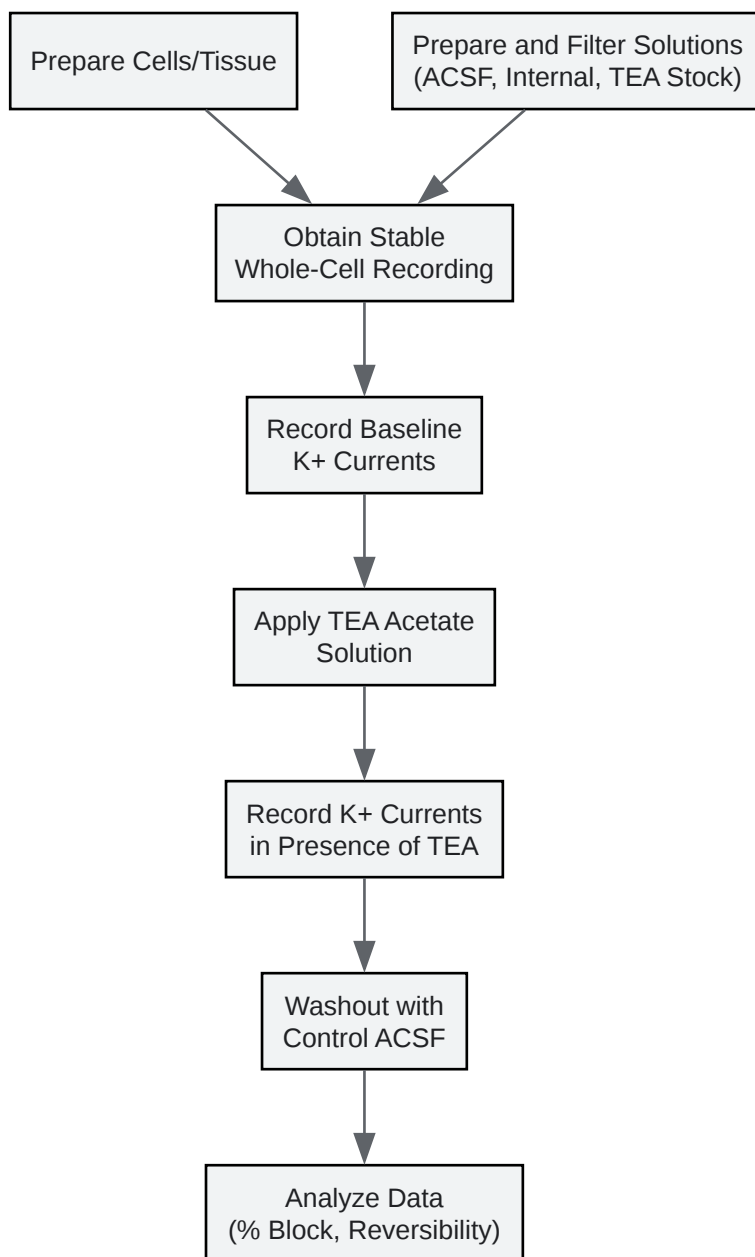 Prepare Cells/Tissue
Prepare and Filter Solutions
(ACSF, Internal, TEA Stock)
Obtain Stable
Whole-Cell Recording
Record Baseline
K+ Currents
Apply TEA Acetate
Solution
Record K+ Currents
in Presence of TEA
Washout with
Control ACSF
Analyze Data
(% Block, Reversibility)